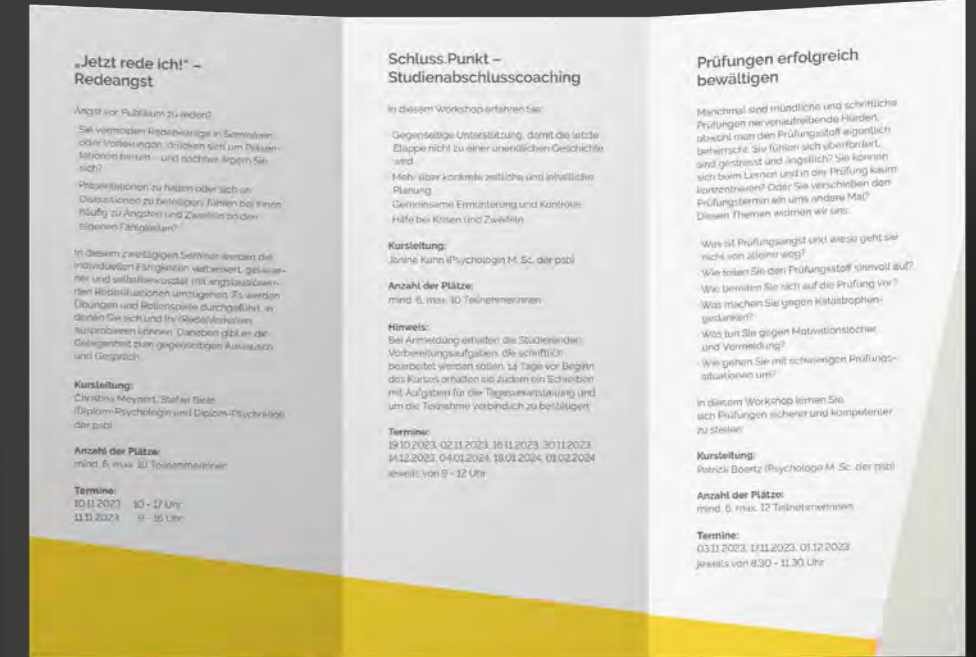 „Jetzt rede ich!“ –
Redeangst
Angst vor Publikum zu reden?
Sie vermeiden Redebeiträge in Seminaren
oder Vorlesungen, drücken sich um Präsen-
tationen herum – und nachher ärgern Sie
sich?
Präsentationen zu halten oder sich an
Diskussionen zu beteiligen, führen bei Ihnen
häufig zu Ängsten und Zweifeln an den
eigenen Fähigkeiten?
In diesem zweitägigen Seminar werden die
individuellen Fähigkeiten verbessert, gelasse-
ner und selbstbewusster mit angstauslösen-
den Redesituationen umzugehen. Es werden
Übungen und Rollenspiele durchgeführt, in
denen Sie sich und Ihr (Rede)Verhalten
ausprobieren können. Daneben gibt es die
Gelegenheit zum gegenseitigen Austausch
und Gespräch.
Kursleitung:
Christina Meynert, Stefan
(Diplom-Psychologin und Diplom-Psychologe
der psb)
Anzahl der Plätze:
mind. 6, max. 10 TeilnehmerInnen
Termine:
10.11.2023 10 - 17 Uhr
11.11.2023 9 - 16 Uhr
Schluss.Punkt –
Studienabschlusscoaching
In diesem Workshop erfahren Sie:
Gegenseitige Unterstützung, damit die letzte
Etappe nicht zu einer unendlichen Geschichte
wird
Mehr über konkrete zeitliche und inhaltliche
Planung
Gemeinsame Ermunterung und Kontrolle
Hilfe bei Krisen und Zweifeln
Kursleitung:
Janine Kuhn (Psychologin M. Sc. der psb)
Anzahl der Plätze:
mind. 6, max. 10 TeilnehmerInnen
Hinweis:
Bei Anmeldung erhalten die Studierenden
Vorbereitungsaufgaben, die schriftlich
bearbeitet werden sollen. 14 Tage vor Beginn
des Kurses erhalten sie zudem ein Schreiben
mit Aufgaben für die Tagesveranstaltung und
um die Teilnahme verbindlich zu bestätigen.
Termine:
19.10.2023, 02.11.2023, 16.11.2023, 30.11.2023,
14.12.2023, 04.01.2024, 18.01.2024, 01.02.2024
jeweils von 9 - 12 Uhr
Prüfungen erfolgreich
bewältigen
Manchmal sind mündliche und schriftliche
Prüfungen nervenaufreibende Hürden,
obwohl man den Prüfungsstoff eigentlich
beherrscht. Sie fühlen sich überfordert,
sind gestresst und ängstlich? Sie können
sich beim Lernen und in der Prüfung kaum
konzentrieren? Oder Sie verschieben den
Prüfungstermin ein ums andere Mal?
Diesen Themen widmen wir uns:
· Was ist Prüfungsangst und wieso geht sie
nicht von alleine weg?
· Wie teilen Sie den Prüfungsstoff sinnvoll auf?
· Wie bereiten Sie sich auf die Prüfung vor?
· Was machen Sie gegen Katastrophen-
gedanken?
· Was tun Sie gegen Motivationslöcher
und Vermeidung?
· Wie gehen Sie mit schwierigen Prüfungs-
situationen um?
In diesem Workshop lernen Sie,
sich Prüfungen sicherer und kompetenter
zu stellen.
Kursleitung:
Patrick Boertz (Psychologe M. Sc. der psb)
Anzahl der Plätze:
mind. 6, max. 12 TeilnehmerInnen
Termine:
03.11.2023, 17.11.2023, 01.12.2023
jeweils von 8.30 - 11.30 Uhr